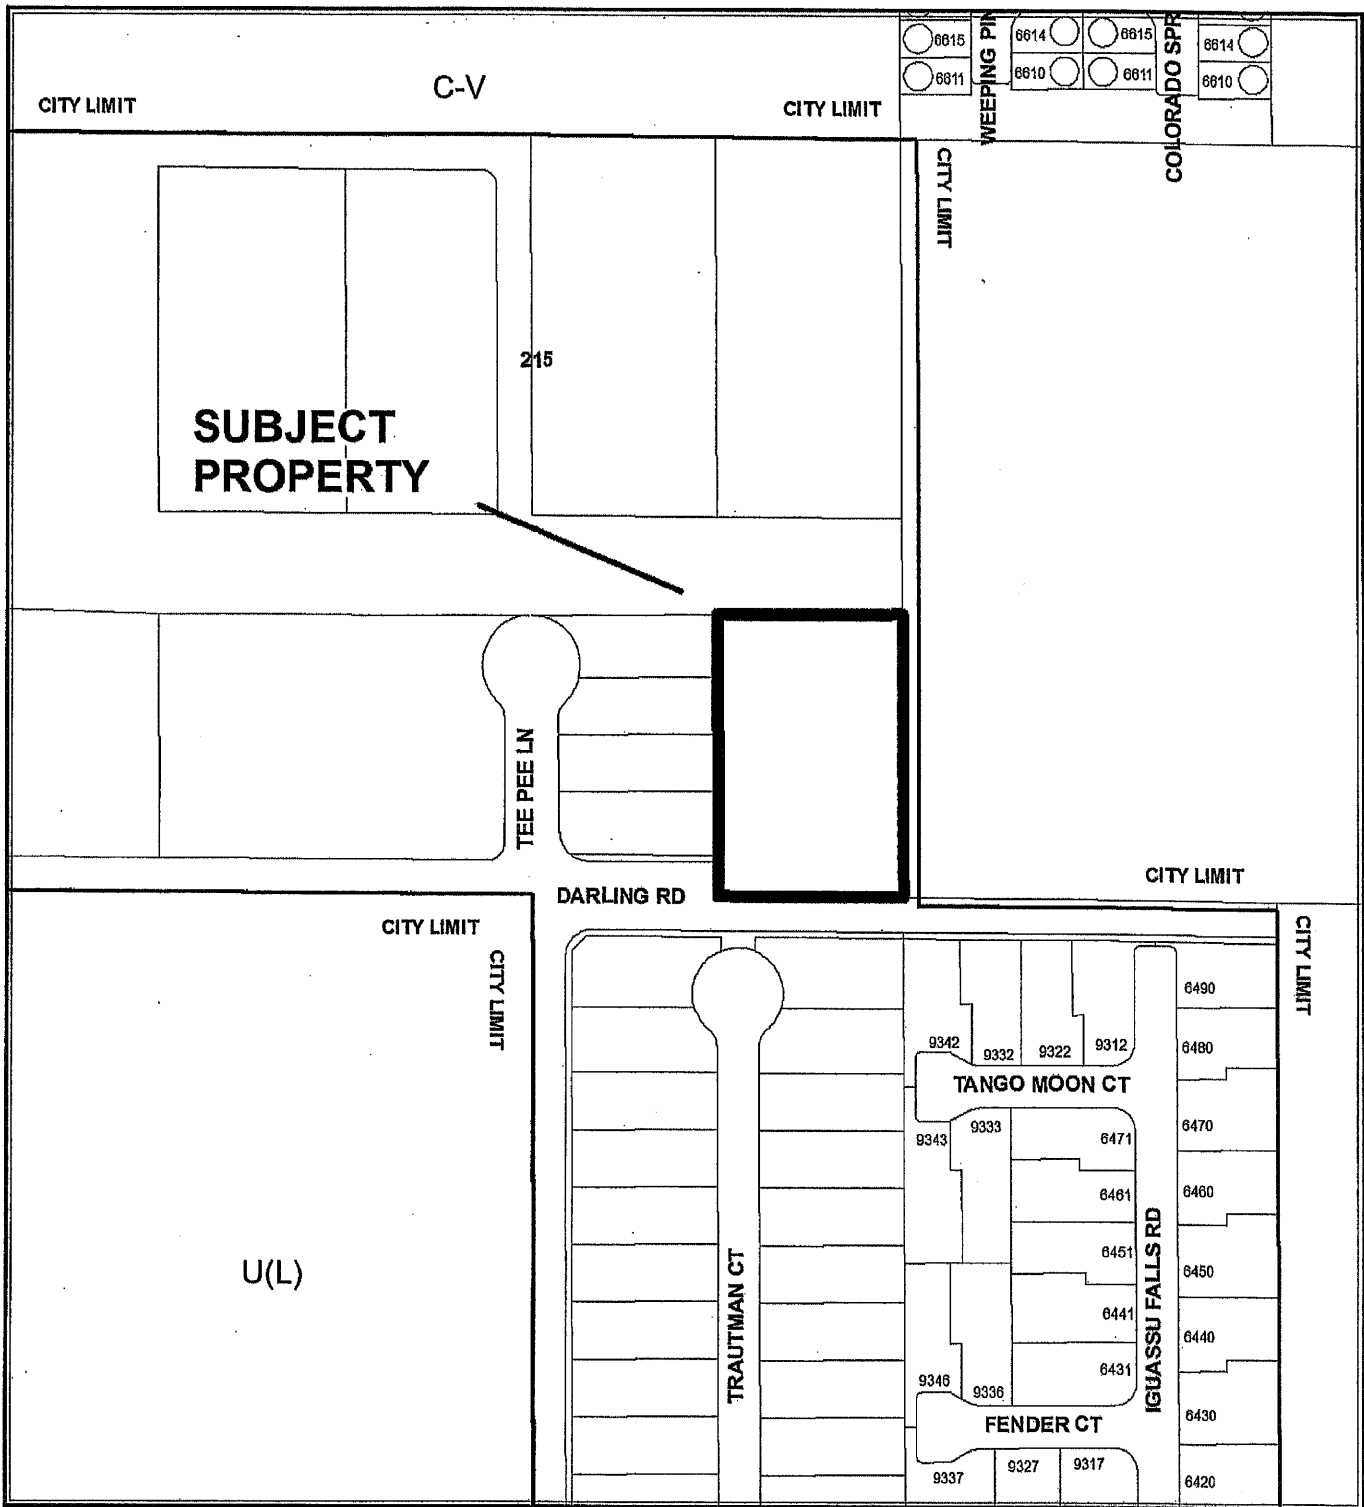 6615
WEEPING PIN
6614
6615
COLORADO SPR
6614
6611
6610
6611
6610
C-V
CITY LIMIT
CITY LIMIT
CITY LIMIT
215
SUBJECT
PROPERTY
TEE PEE LN
DARLING RD
CITY LIMIT
CITY LIMIT
CITY LIMIT
CITY LIMIT
6490
9342
9332
9322
9312
6480
TANGO MOON CT
9343
9333
6471
6470
6461
6460
6451
6450
U(L)
TRAUTMAN CT
IGUASSU FALLS RD
6441
6440
6431
9346
9336
6430
FENDER CT
9337
9327
9317
6420